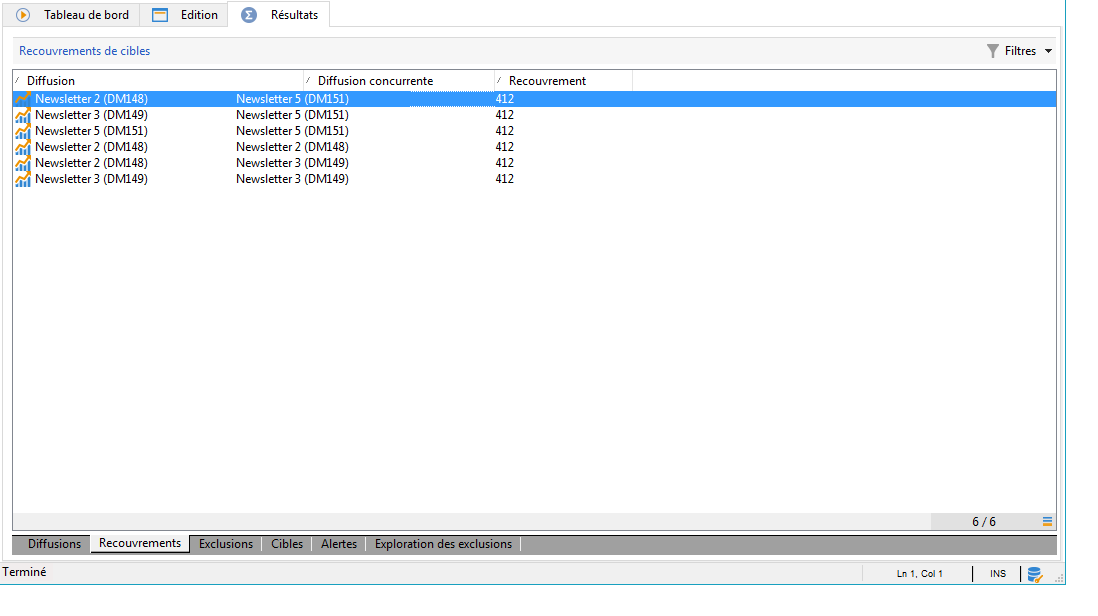 Tableau de bord Edition Résultats
Recouvrements de cibles Filtres
Diffusion Diffusion concurrente Recouvrement
Newsletter 2 (DM148) Newsletter 5 (DM151) 412
Newsletter 3 (DM149) Newsletter 5 (DM151) 412
Newsletter 5 (DM151) Newsletter 5 (DM151) 412
Newsletter 2 (DM148) Newsletter 2 (DM148) 412
Newsletter 2 (DM148) Newsletter 3 (DM149) 412
Newsletter 3 (DM149) Newsletter 3 (DM149) 412
6 / 6
Diffusions Recouvrements Exclusions Cibles Alertes Exploration des exclusions
Terminé Ln 1, Col 1 INS